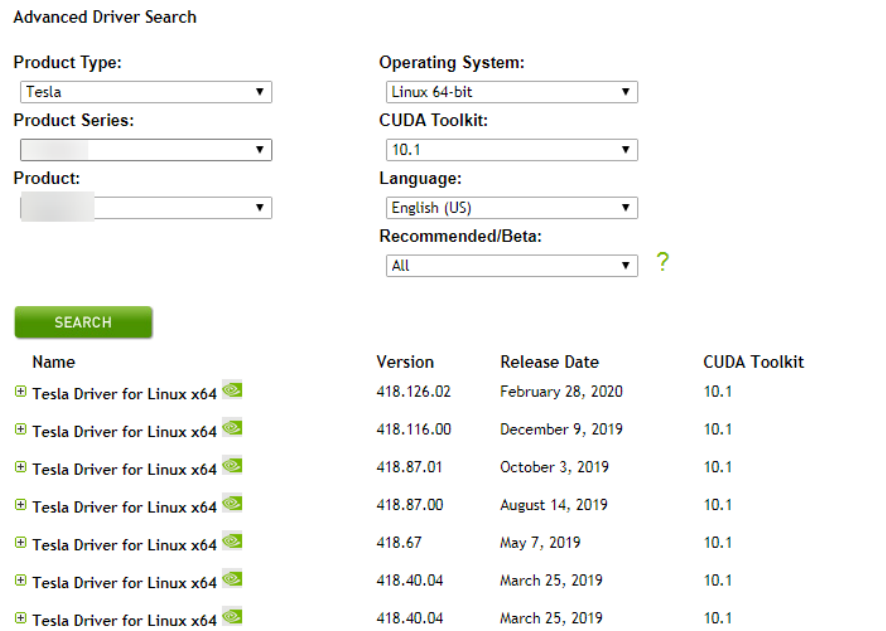 Advanced Driver Search
Product Type: Operating System:
Tesla Linux 64-bit
Product Series: CUDA Toolkit:
10.1
Product: Language:
English (US)
Recommended/Beta:
All ?
SEARCH
Name Version Release Date CUDA Toolkit
Tesla Driver for Linux x64 418.126.02 February 28, 2020 10.1
Tesla Driver for Linux x64 418.116.00 December 9, 2019 10.1
Tesla Driver for Linux x64 418.87.01 October 3, 2019 10.1
Tesla Driver for Linux x64 418.87.00 August 14, 2019 10.1
Tesla Driver for Linux x64 418.67 May 7, 2019 10.1
Tesla Driver for Linux x64 418.40.04 March 25, 2019 10.1
Tesla Driver for Linux x64 418.40.04 March 25, 2019 10.1